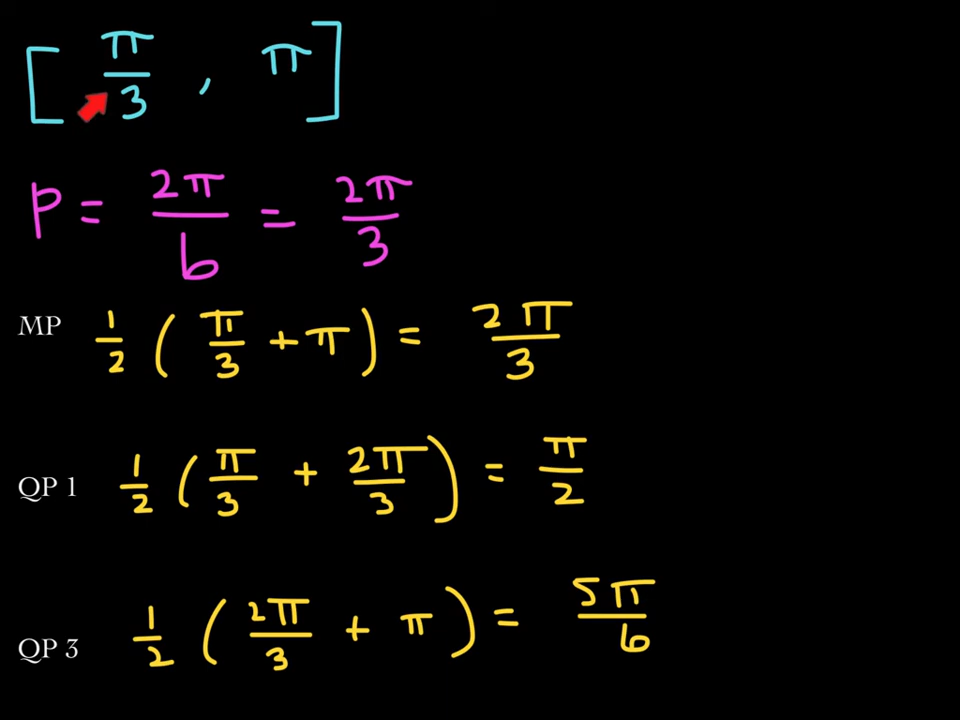 [ π/3 , π ]
P = 2π/b = 2π/3
MP 1/2 ( π/3 + π ) = 2π/3
QP 1 1/2 ( π/3 + 2π/3 ) = π/2
QP 3 1/2 ( 2π/3 + π ) = 5π/6